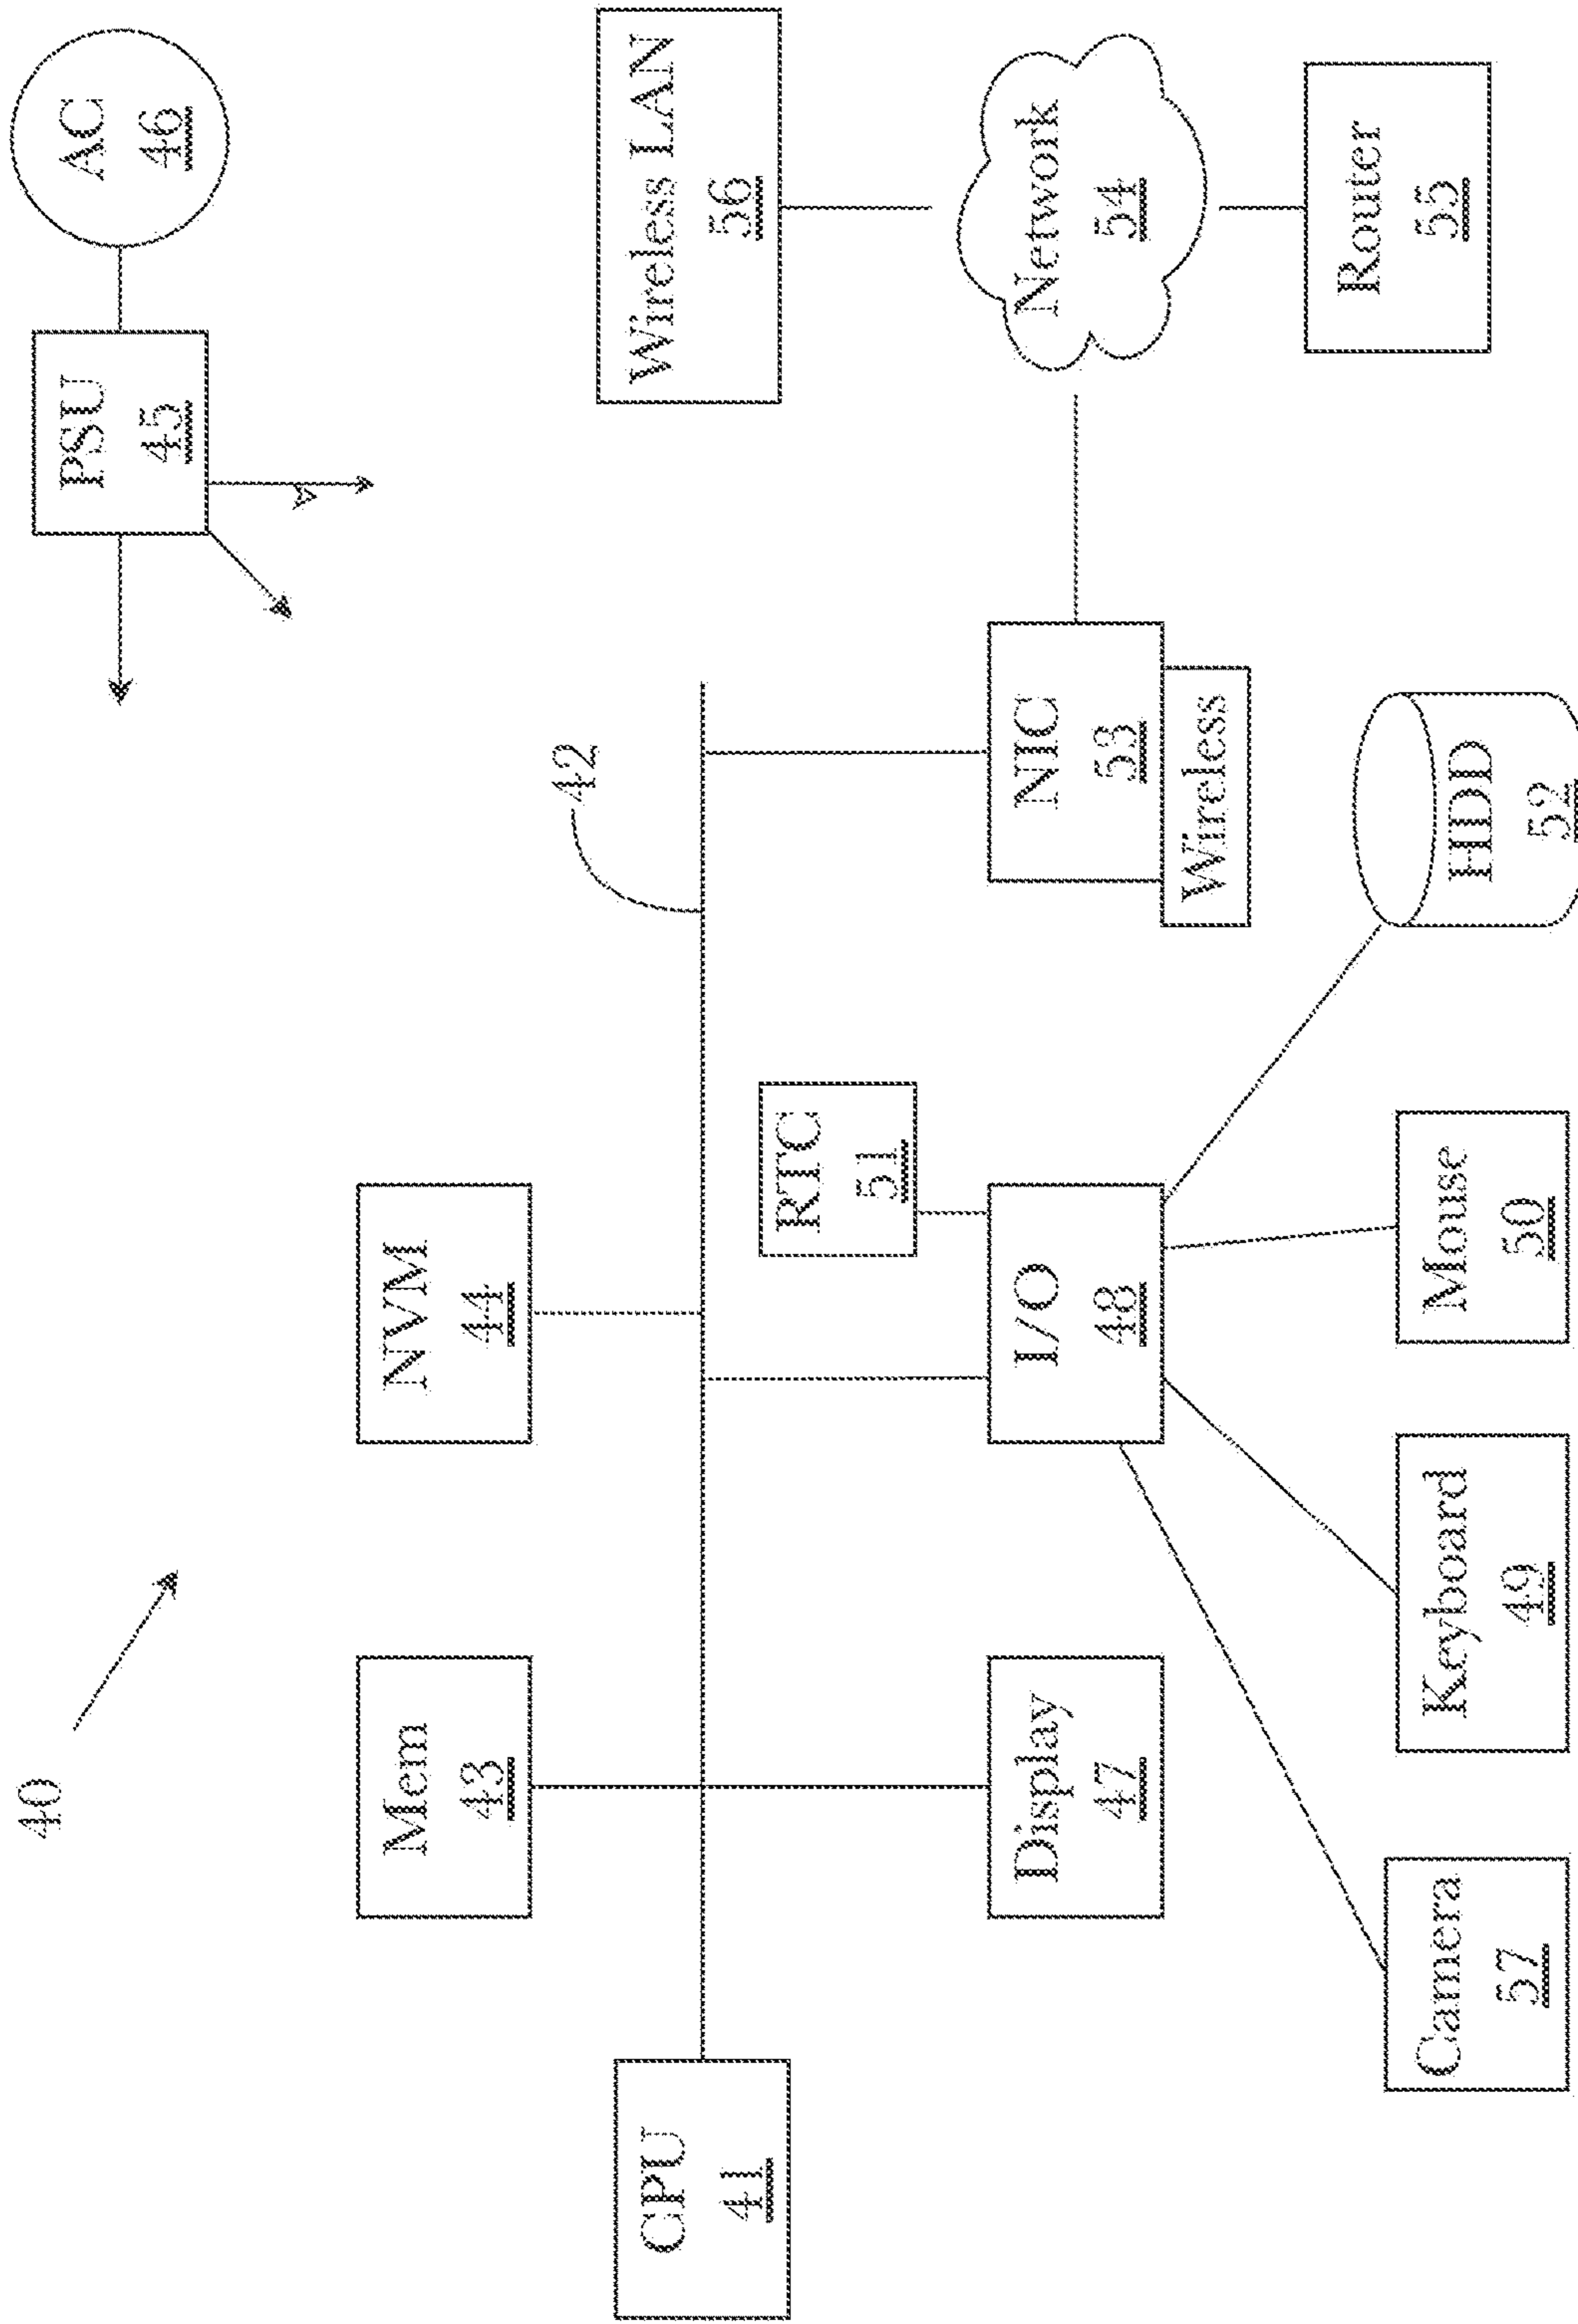 40
PSU
45
AC
46
Mem
43
NVM
44
42
Wireless LAN
56
CPU
41
RTC
51
Display
47
I/O
48
NIC
53
Wireless
Network
54
Router
55
Camera
57
Keyboard
49
Mouse
50
HDD
52